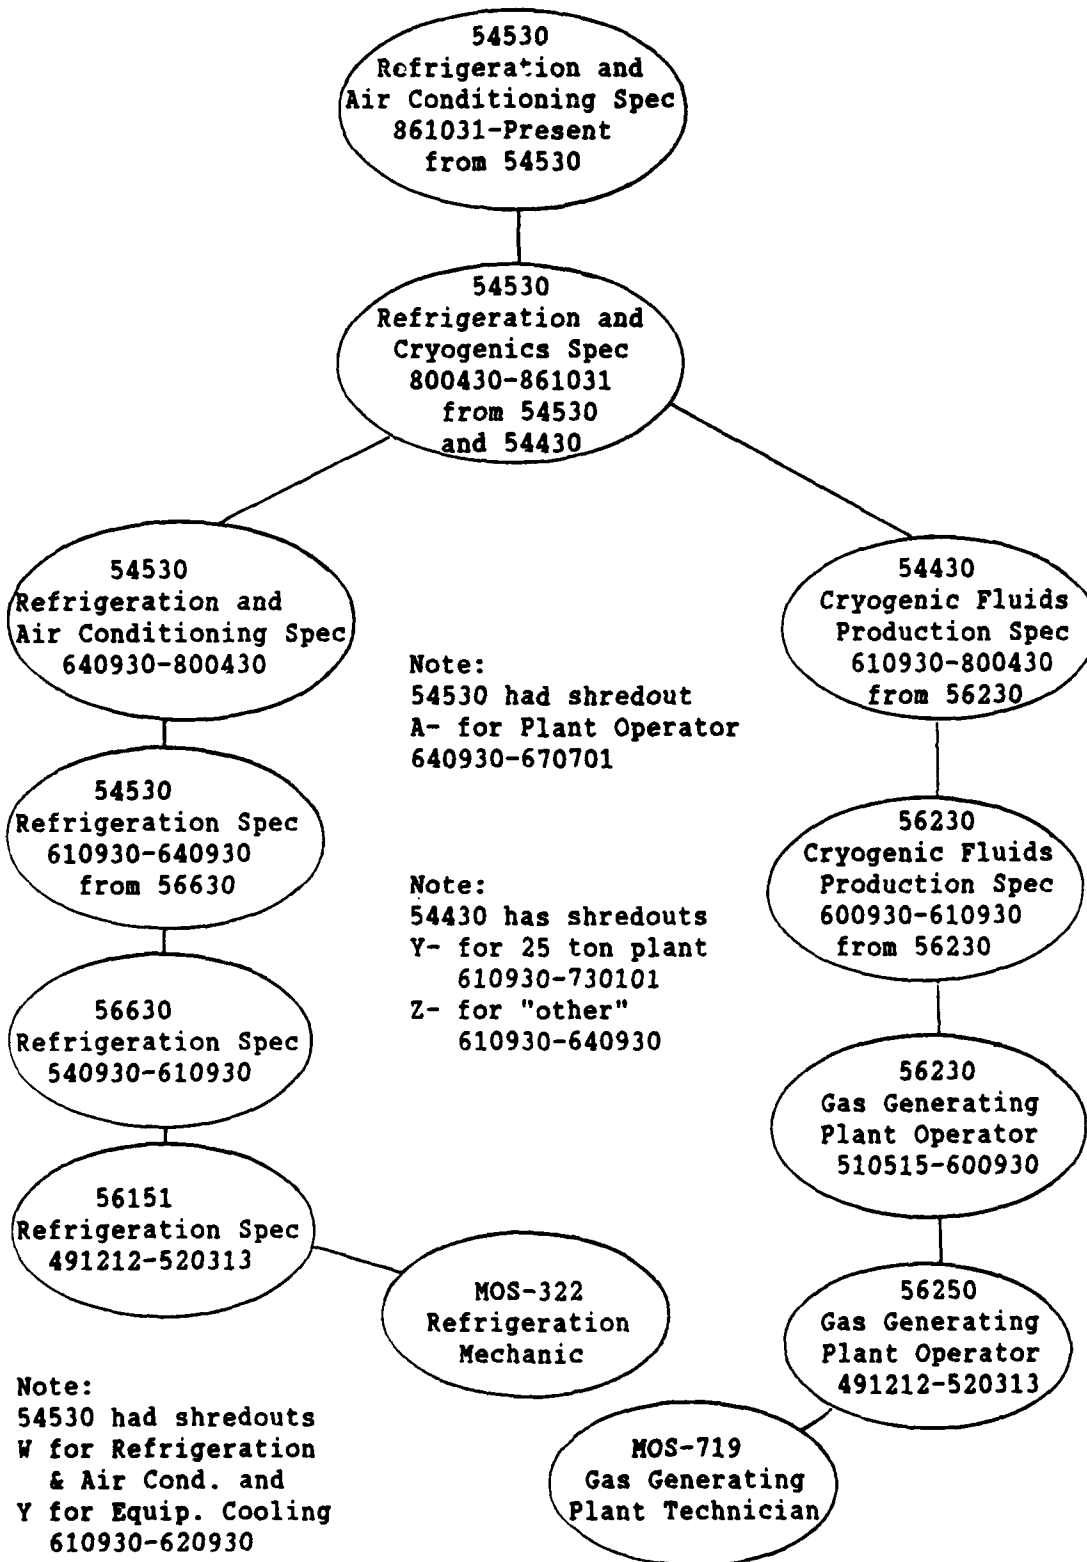 54530
Refrigeration and
Air Conditioning Spec
861031-Present
from 54530
54530
Refrigeration and
Cryogenics Spec
800430-861031
from 54530
and 54430
54530
Refrigeration and
Air Conditioning Spec
640930-800430
54430
Cryogenic Fluids
Production Spec
610930-800430
from 56230
Note:
54530 had shredout
A- for Plant Operator
640930-670701
54530
Refrigeration Spec
610930-640930
from 56630
56230
Cryogenic Fluids
Production Spec
600930-610930
from 56230
Note:
54430 has shredouts
Y- for 25 ton plant
610930-730101
Z- for "other"
610930-640930
56630
Refrigeration Spec
540930-610930
56230
Gas Generating
Plant Operator
510515-600930
56151
Refrigeration Spec
491212-520313
MOS-322
Refrigeration
Mechanic
56250
Gas Generating
Plant Operator
491212-520313
Note:
54530 had shredouts
W for Refrigeration
& Air Cond. and
Y for Equip. Cooling
610930-620930
MOS-719
Gas Generating
Plant Technician